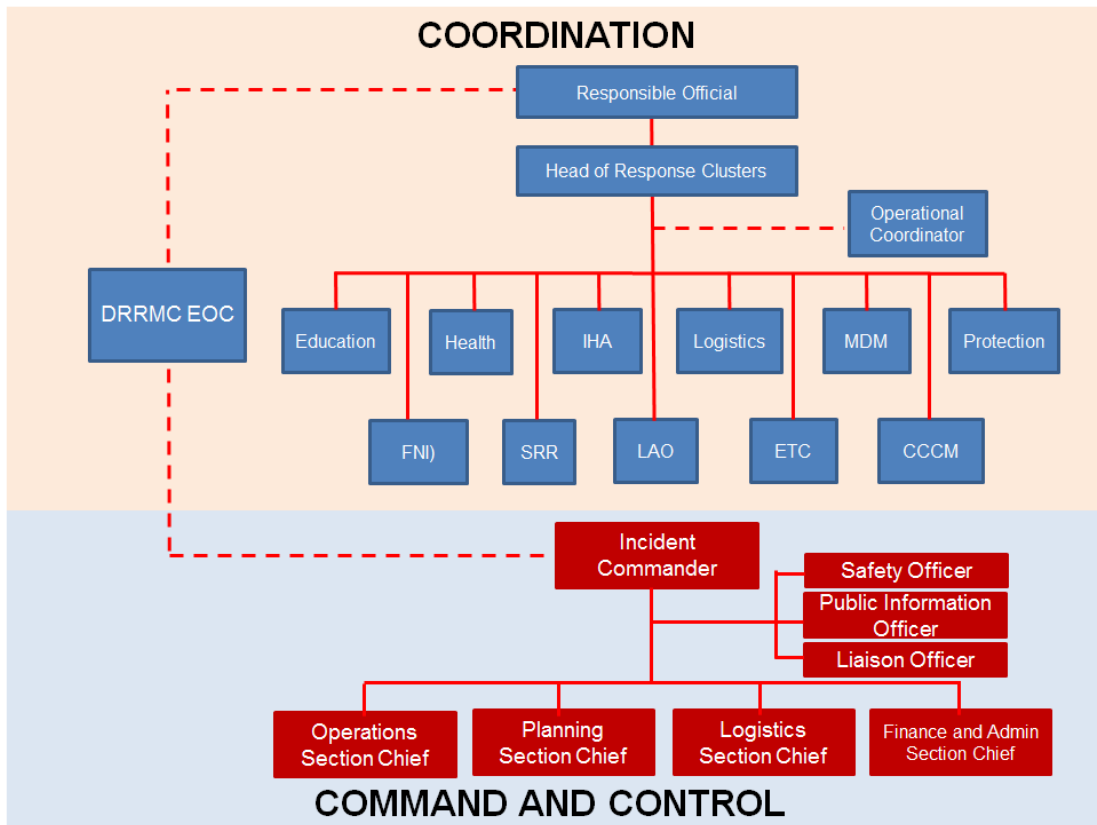 COORDINATION
Responsible Official
Head of Response Clusters
Operational
Coordinator
DRRMC EOC
Education
Health
IHA
Logistics
MDM
Protection
FNI)
SRR
LAO
ETC
CCCM
Incident
Commander
Safety Officer
Public Information
Officer
Liaison Officer
Operations
Section Chief
Planning
Section Chief
Logistics
Section Chief
Finance and Admin
Section Chief
COMMAND AND CONTROL